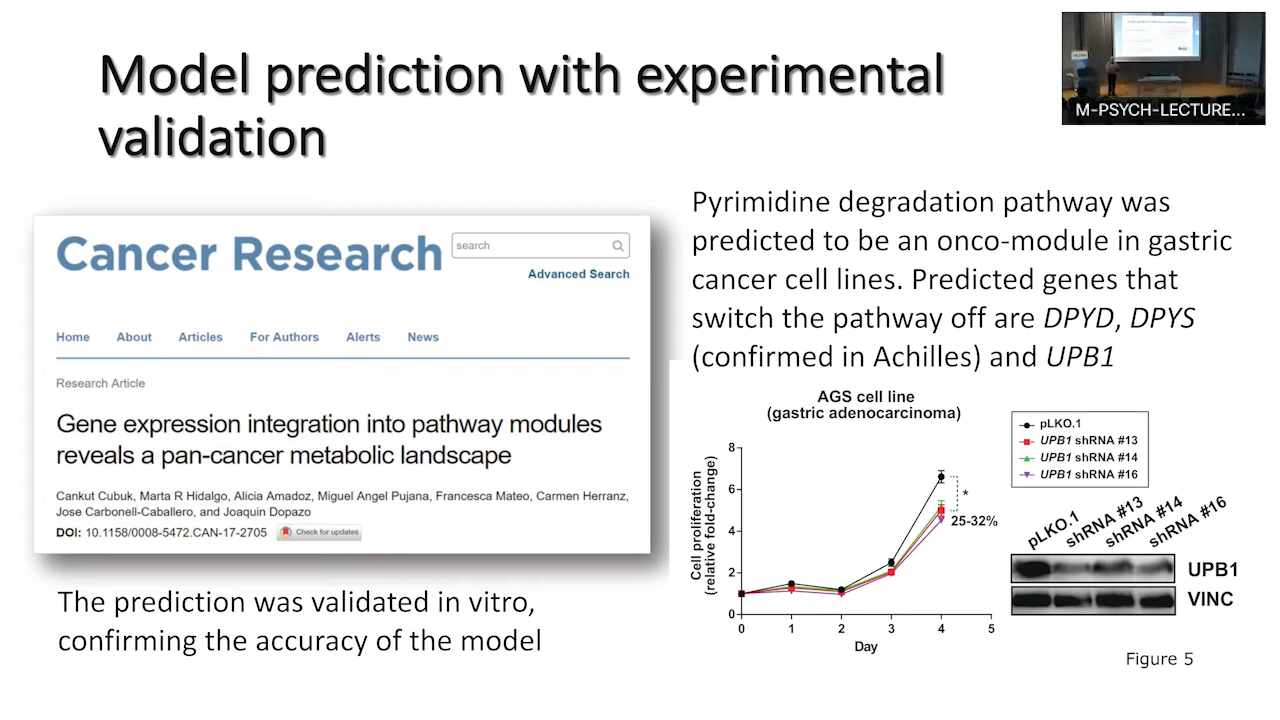 Model prediction with experimental
validation
M-PSYCH-LECTURE...
Cancer Research
search
Advanced Search
Home About Articles For Authors Alerts News
Research Article
Gene expression integration into pathway modules
reveals a pan-cancer metabolic landscape
Cankut Cubuk, Marta R Hidalgo, Alicia Amadoz, Miguel Angel Pujana, Francesca Mateo, Carmen Herranz,
Jose Carbonell-Caballero, and Joaquin Dopazo
DOI: 10.1158/0008-5472.CAN-17-2705
Check for updates
The prediction was validated in vitro,
confirming the accuracy of the model
Pyrimidine degradation pathway was
predicted to be an onco-module in gastric
cancer cell lines. Predicted genes that
switch the pathway off are DPYD, DPYS
(confirmed in Achilles) and UPB1
AGS cell line
(gastric adenocarcinoma)
Cell proliferation
(relative fold-change)
8
6
4
2
0
0 1 2 3 4 5
Day
*
25-32%
pLKO.1
UPB1 shRNA #13
UPB1 shRNA #14
UPB1 shRNA #16
pLKO.1
shRNA #13
shRNA #14
shRNA #16
UPB1
VINC
Figure 5